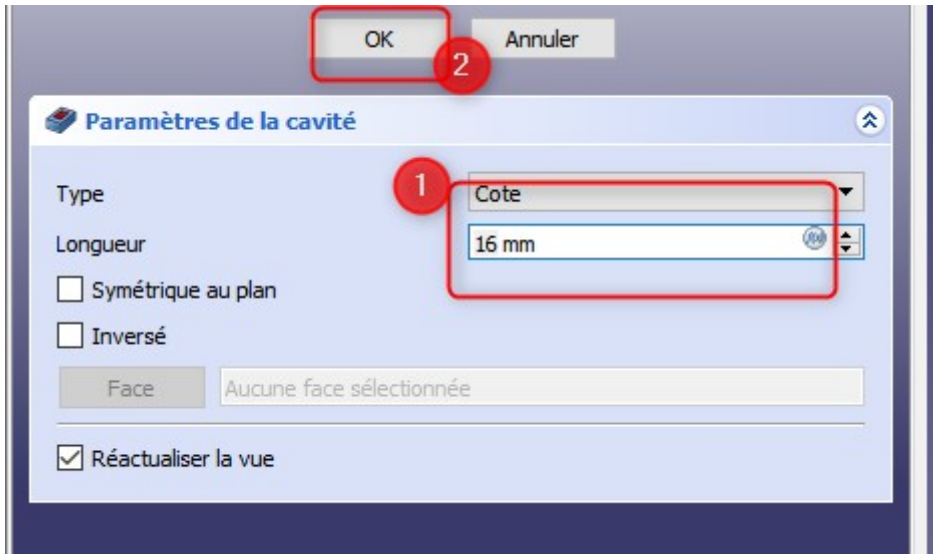 OK Annuler
2
Paramètres de la cavité
1
Type Cote
Longueur 16 mm
Symétrique au plan
Inversé
Face Aucune face sélectionnée
Réactualiser la vue